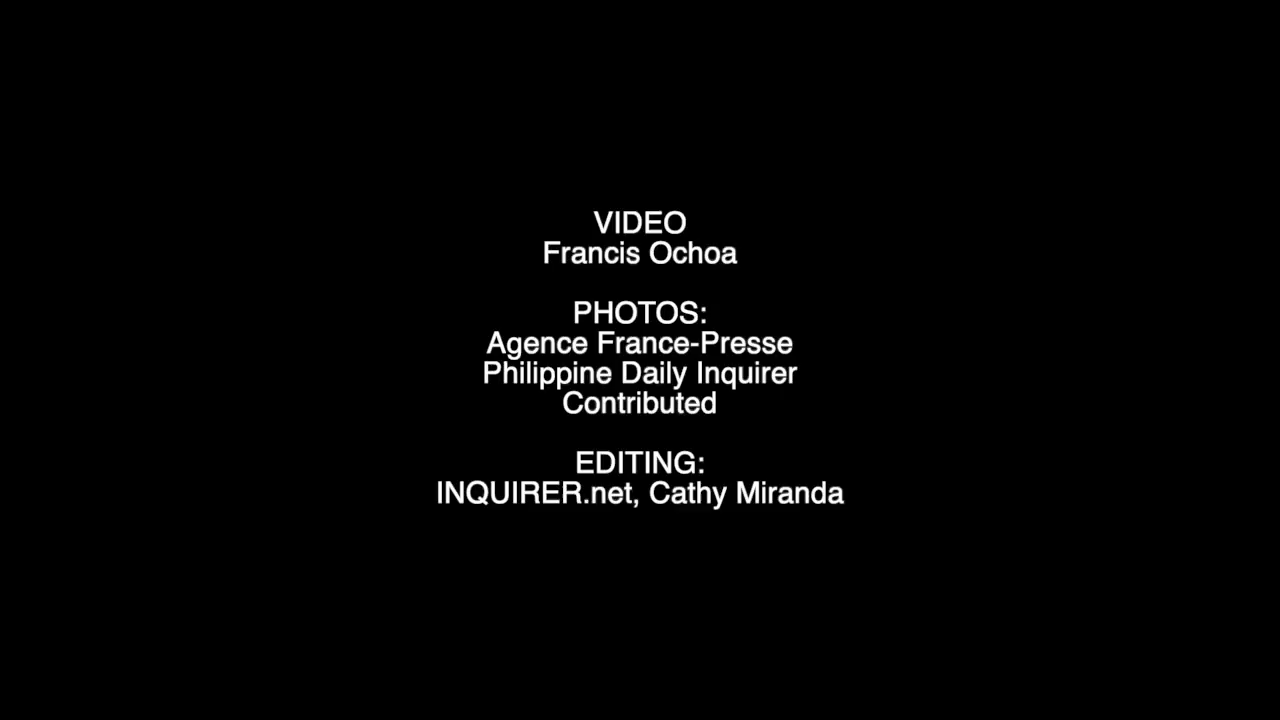 VIDEO
Francis Ochoa
PHOTOS:
Agence France-Presse
Philippine Daily Inquirer
Contributed
EDITING:
INQUIRER.net, Cathy Miranda